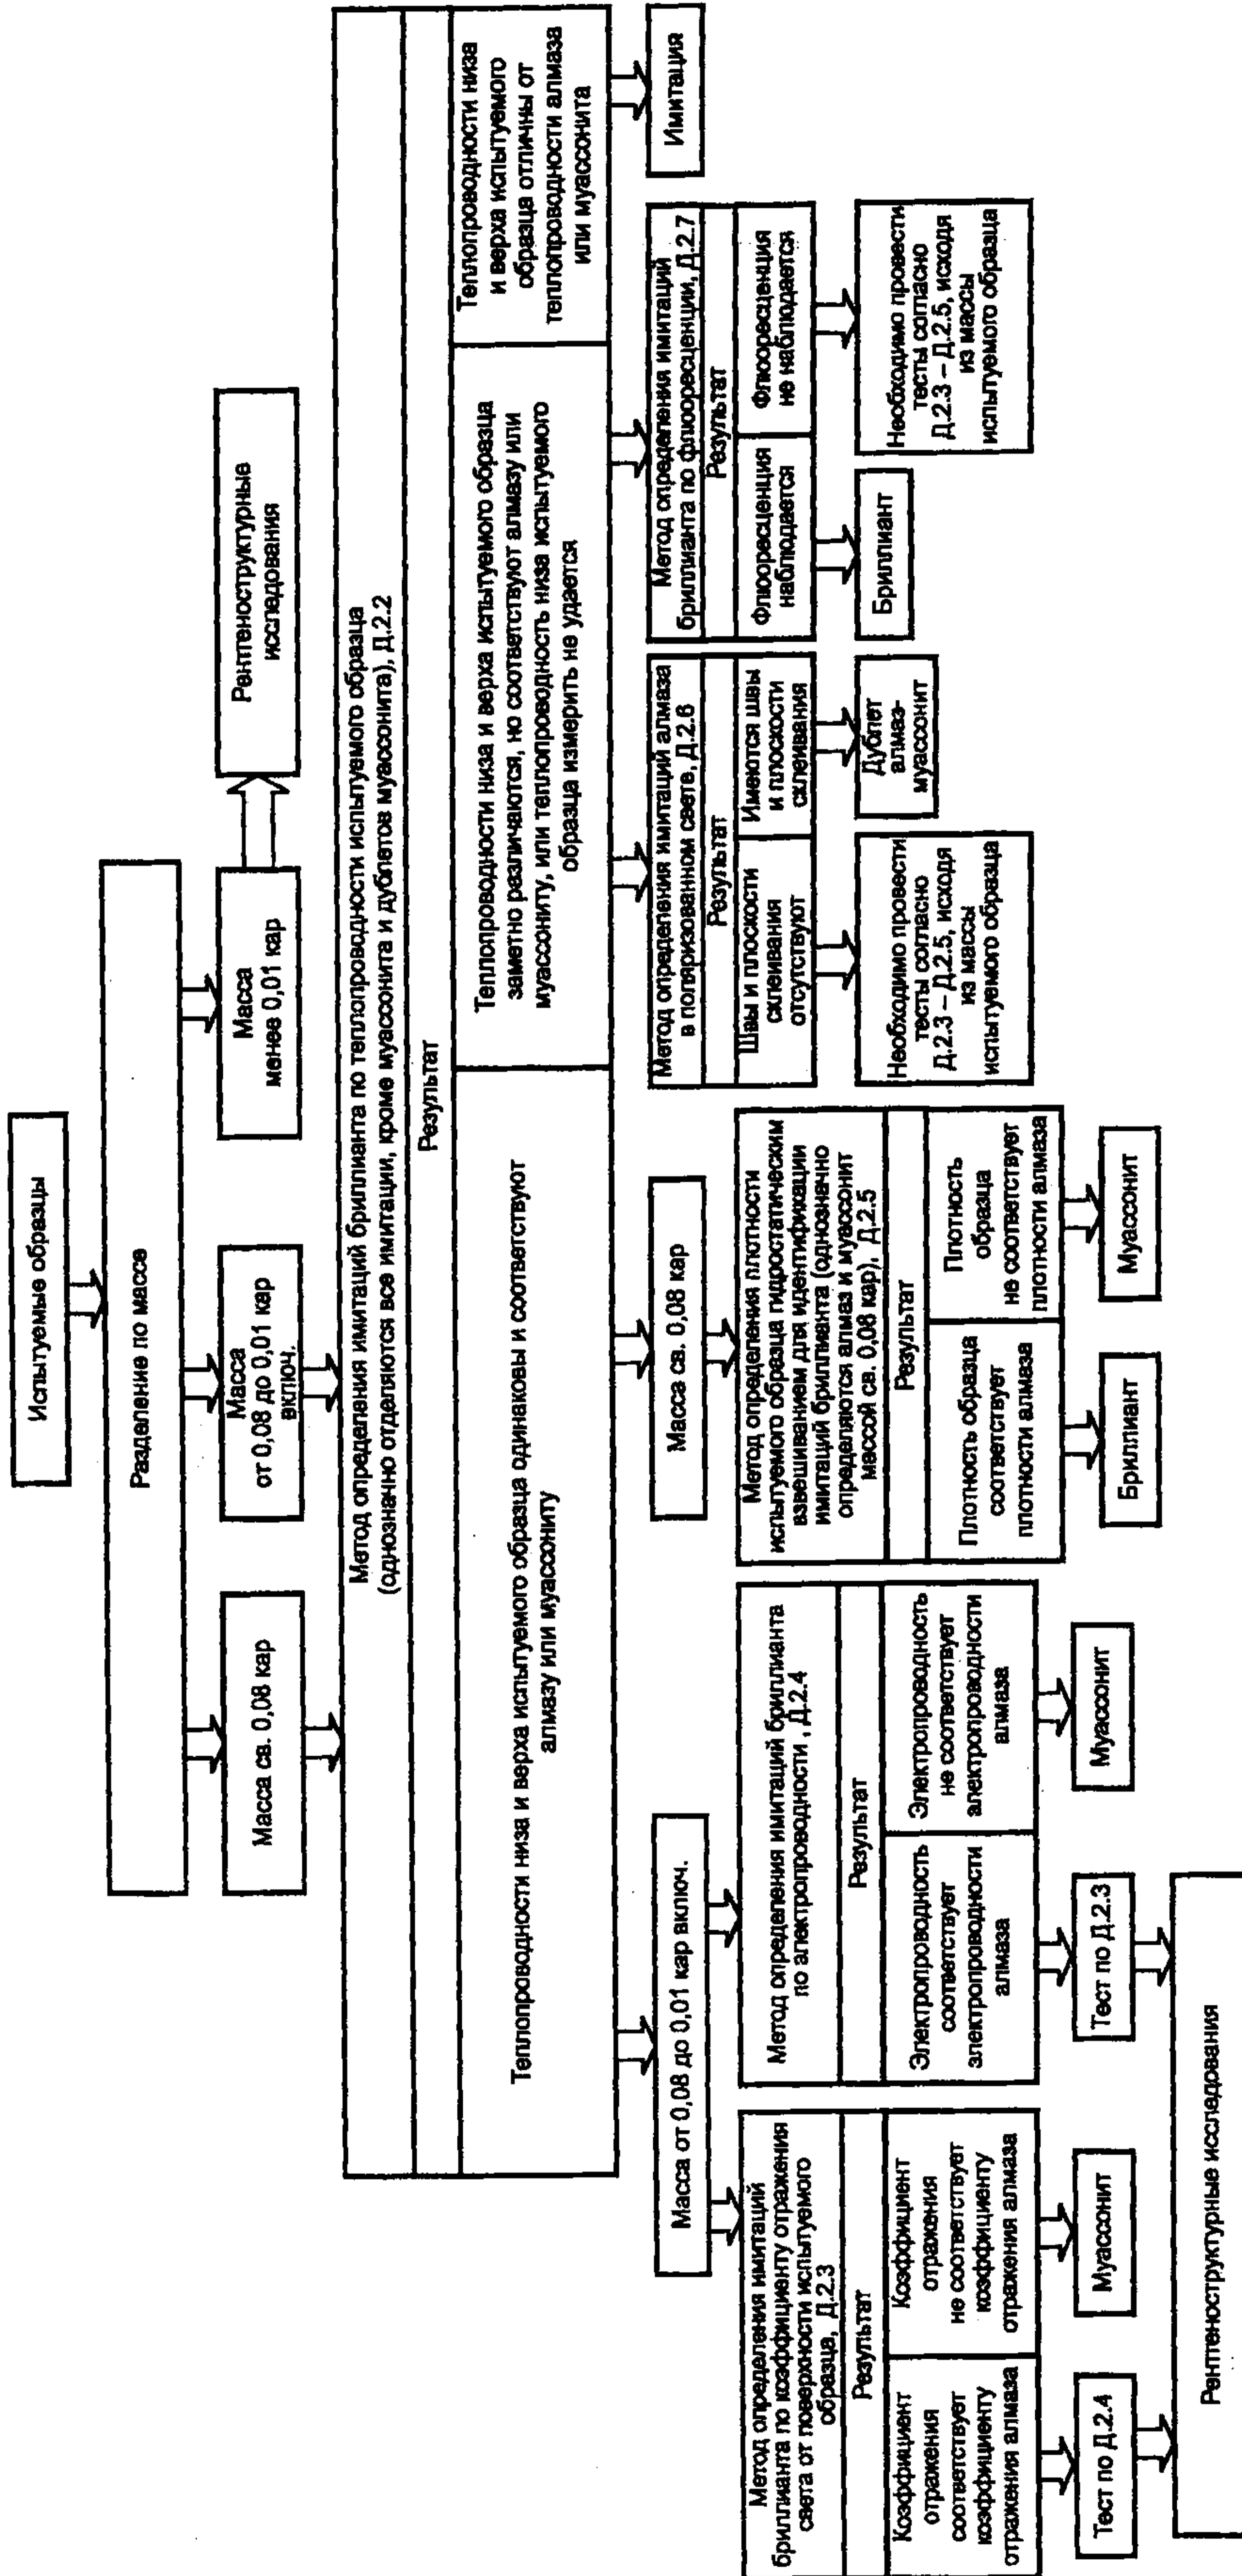 Испытуемые образцы
Разделение по массе
Масса св. 0,08 кар
Масса
от 0,08 до 0,01 кар
включ.
Масса
менее 0,01 кар
Рентгеноструктурные
исследования
Метод определения имитаций бриллианта по теплопроводности испытуемого образца
(однозначно отделяются все имитации, кроме муассонита и дублетов муассонита), Д.2.2
Результат
Теплопроводности низа и верха испытуемого образца одинаковы и соответствуют
алмазу или муассониту
Теплопроводности низа и верха испытуемого образца
заметно различаются, но соответствуют алмазу или
муассониту, или теплопроводность низа испытуемого
образца измерить не удается
Теплопроводности низа
и верха испытуемого
образца отличны от
теплопроводности алмаза
или муассонита
Масса от 0,08 до 0,01 кар включ.
Масса св. 0,08 кар
Имитация
Метод определения имитаций
бриллианта по коэффициенту отражения
света от поверхности испытуемого
образца, Д.2.3
Результат
Коэффициент
отражения
соответствует
коэффициенту
отражения алмаза
Коэффициент
отражения
не соответствует
коэффициенту
отражения алмаза
Тест по Д.2.4
Муассонит
Метод определения имитаций бриллианта
по электропроводности , Д.2.4
Результат
Электропроводность
соответствует
электропроводности
алмаза
Электропроводность
не соответствует
электропроводности
алмаза
Тест по Д.2.3
Муассонит
Рентгеноструктурные исследования
Метод определения плотности
испытуемого образца гидростатическим
взвешиванием для идентификации
имитаций бриллианта (однозначно
определяются алмаз и муассонит
массой св. 0,08 кар), Д.2.5
Результат
Плотность образца
соответствует
плотности алмаза
Плотность
образца
не соответствует
плотности алмаза
Бриллиант
Муассонит
Метод определения имитаций алмаза
в поляризованном свете, Д.2.6
Результат
Швы и плоскости
склеивания
отсутствуют
Имеются швы
и плоскости
склеивания
Необходимо провести
тесты согласно
Д.2.3 – Д.2.5, исходя
из массы
испытуемого образца
Дублет
алмаз-
муассонит
Метод определения имитаций
бриллианта по флюоресценции, Д.2.7
Результат
Флюоресценция
наблюдается
Флюоресценция
не наблюдается
Бриллиант
Необходимо провести
тесты согласно
Д.2.3 – Д.2.5, исходя
из массы
испытуемого образца